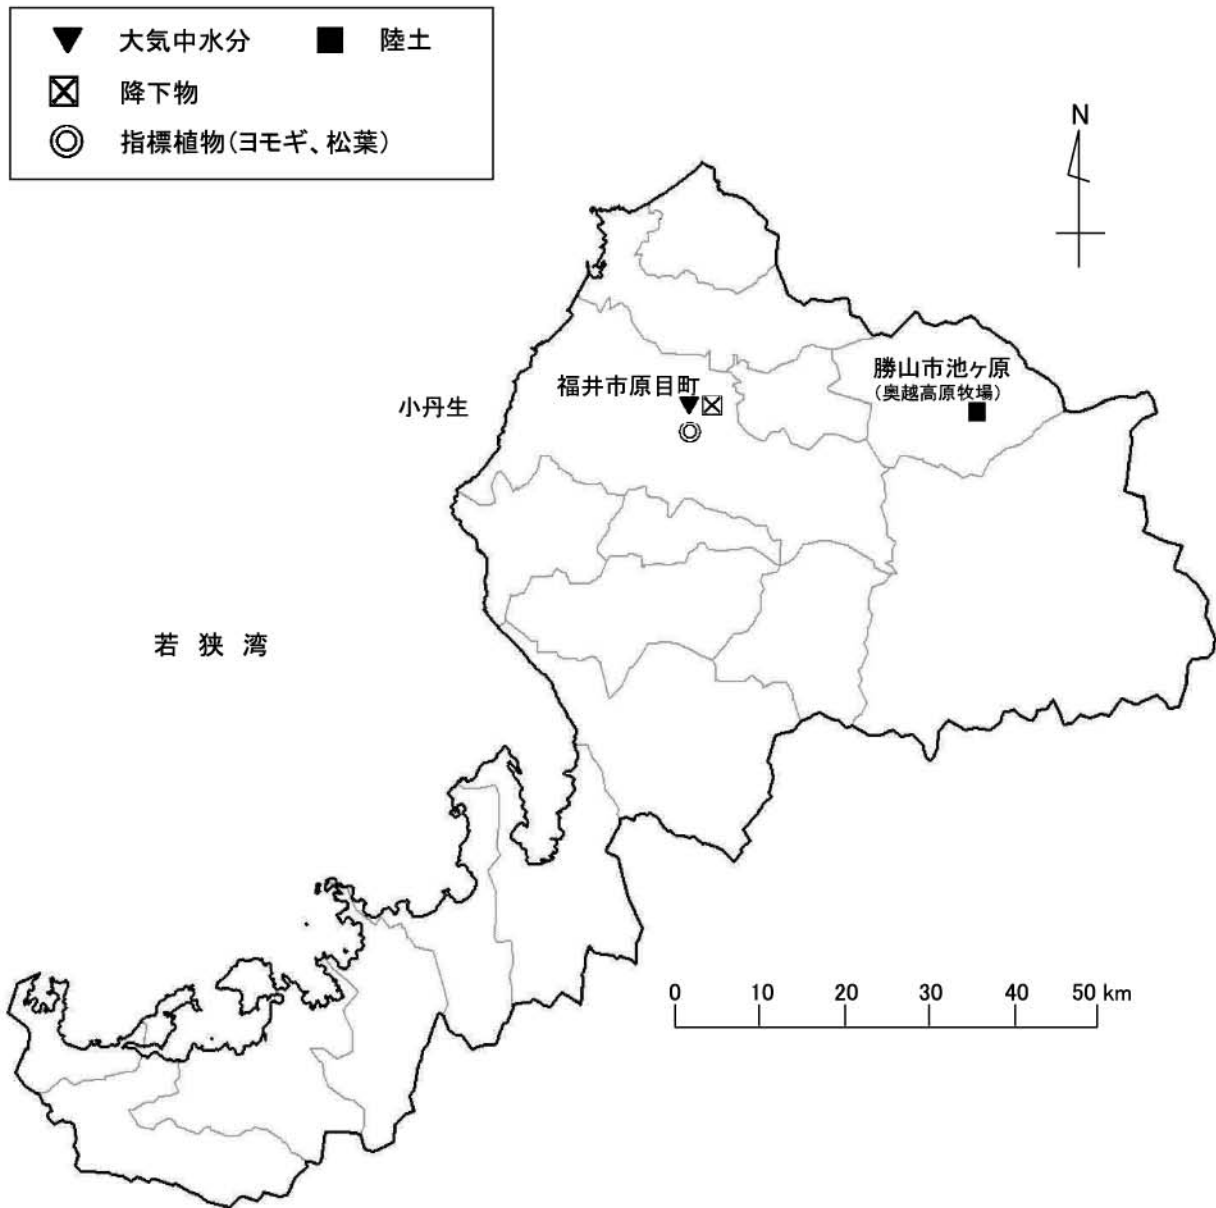 大気中水分
陸土
降下物
指標植物(ヨモギ、松葉)
N
福井市原目町
勝山市池ヶ原
(奥越高原牧場)
小丹生
若狭湾
0 10 20 30 40 50 km